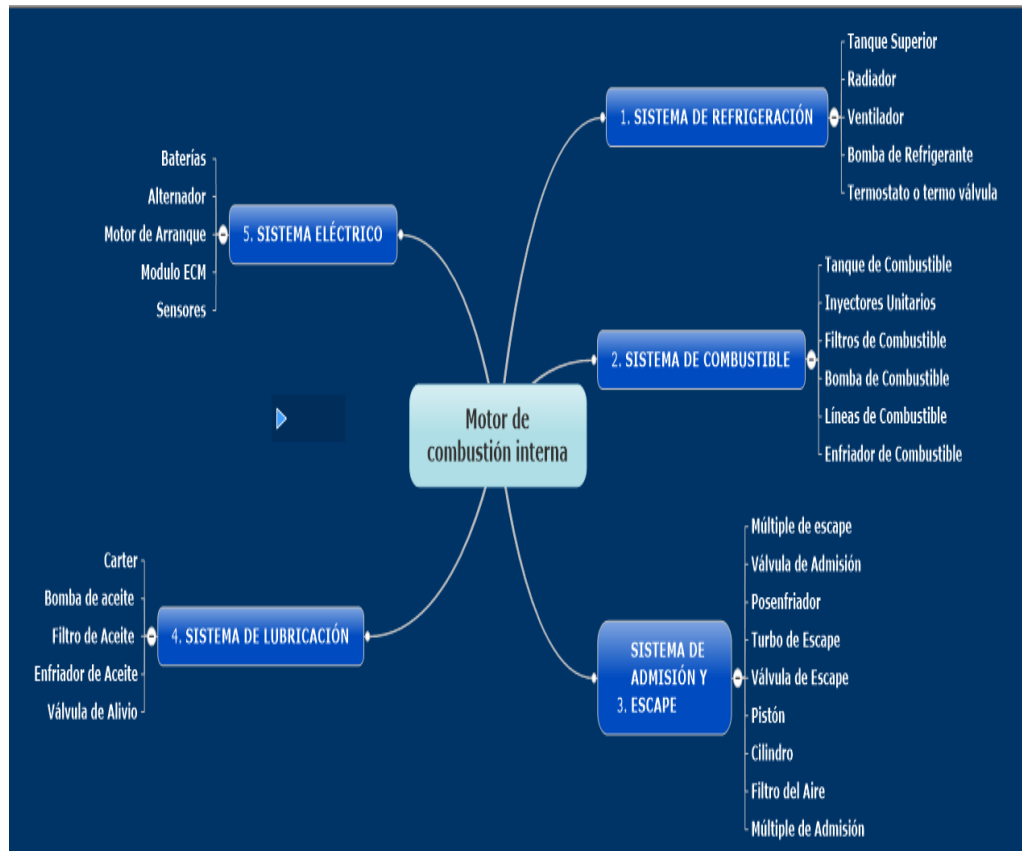 Motor de
combustión interna
1. SISTEMA DE REFRIGERACIÓN
Tanque Superior
Radiador
Ventilador
Bomba de Refrigerante
Termostato o termo válvula
2. SISTEMA DE COMBUSTIBLE
Tanque de Combustible
Inyectores Unitarios
Filtros de Combustible
Bomba de Combustible
Líneas de Combustible
Enfriador de Combustible
SISTEMA DE
ADMISIÓN Y
3. ESCAPE
Múltiple de escape
Válvula de Admisión
Posenfriador
Turbo de Escape
Válvula de Escape
Pistón
Cilindro
Filtro del Aire
Múltiple de Admisión
4. SISTEMA DE LUBRICACIÓN
Carter
Bomba de aceite
Filtro de Aceite
Enfriador de Aceite
Válvula de Alivio
5. SISTEMA ELÉCTRICO
Baterías
Alternador
Motor de Arranque
Modulo ECM
Sensores